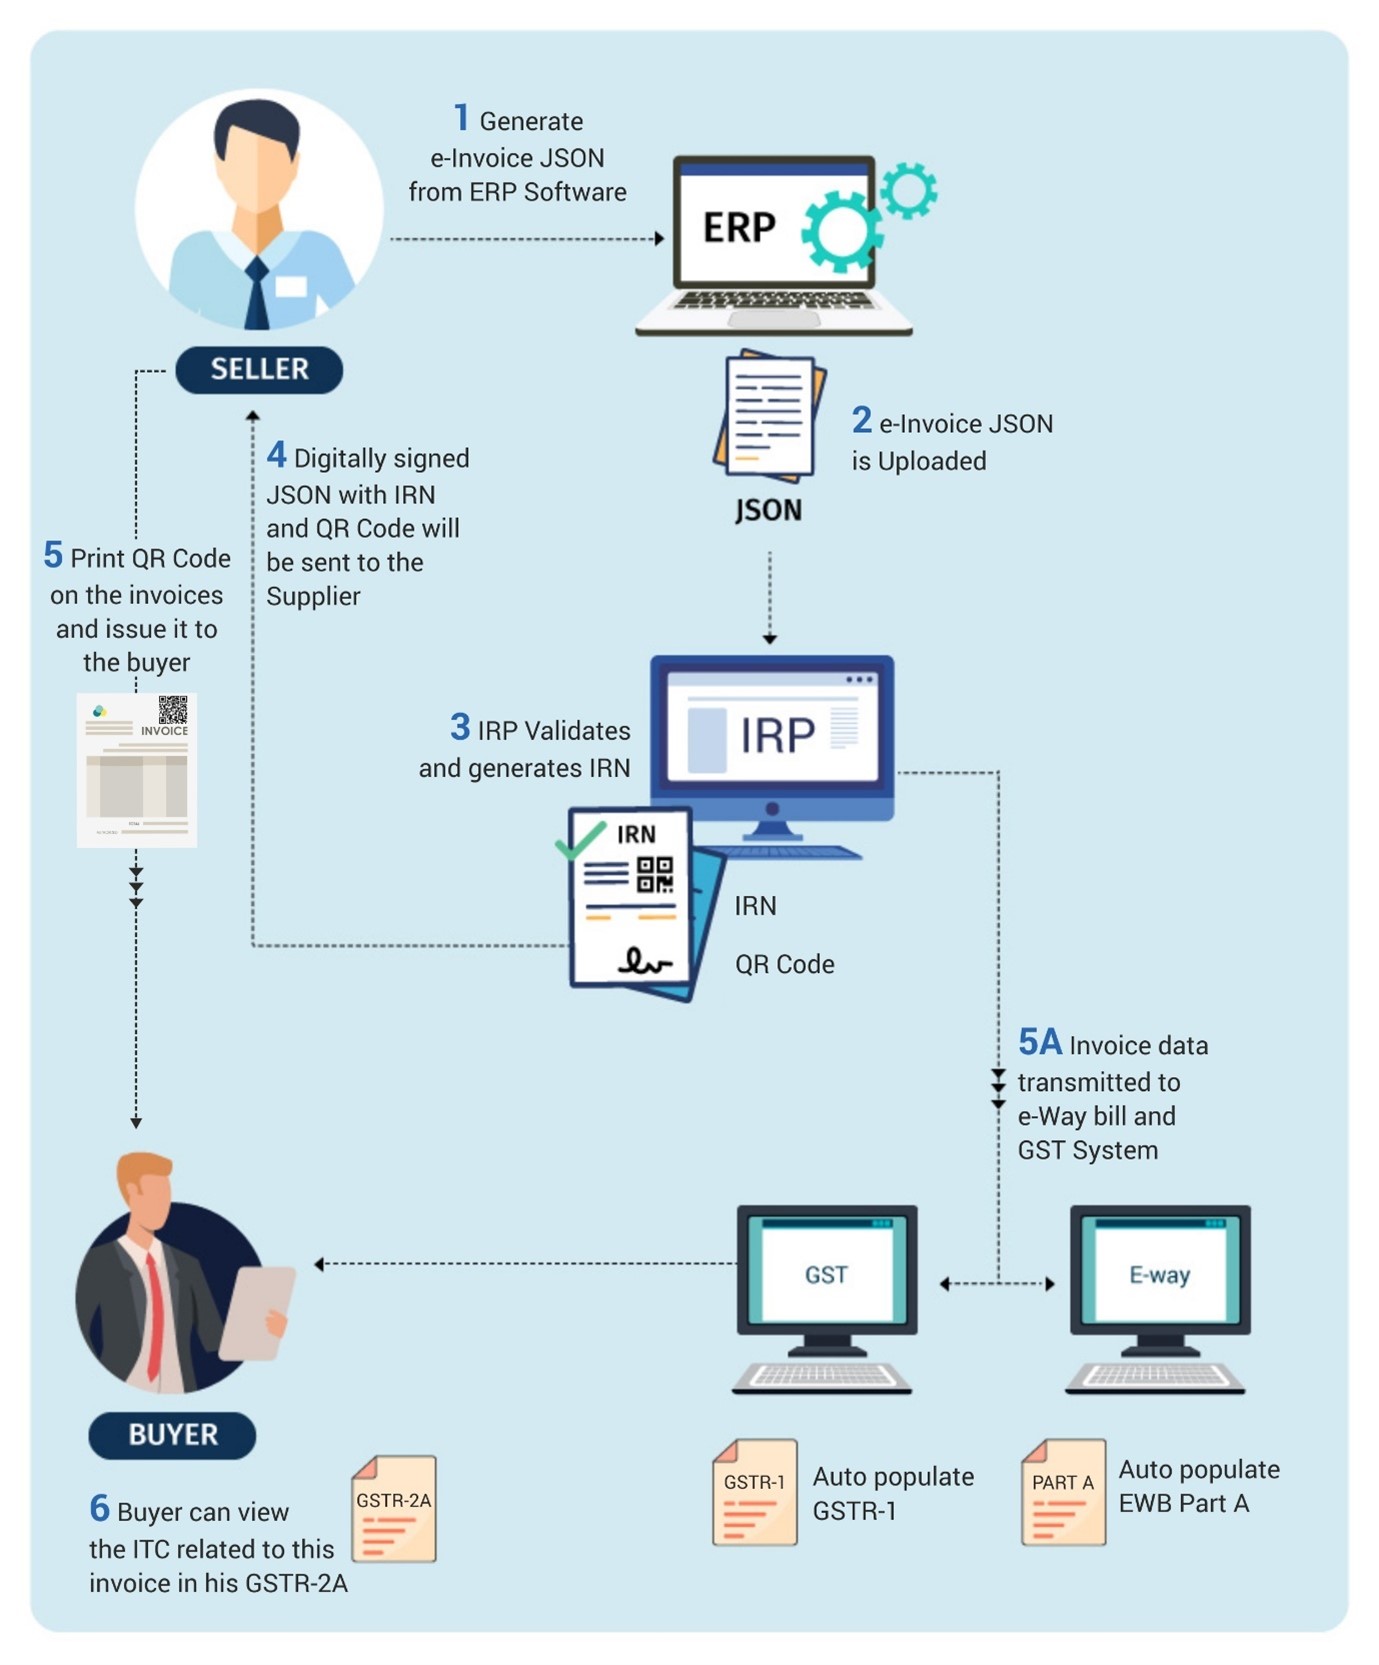 1 Generate
e-Invoice JSON
from ERP Software
ERP
SELLER
2 e-Invoice JSON
is Uploaded
JSON
4 Digitally signed
JSON with IRN
and QR Code will
be sent to the
Supplier
5 Print QR Code
on the invoices
and issue it to
the buyer
INVOICE
3 IRP Validates
and generates IRN
IRP
IRN
IRN
QR Code
5A Invoice data
transmitted to
e-Way bill and
GST System
GST
E-way
BUYER
6 Buyer can view
the ITC related to this
invoice in his GSTR-2A
GSTR-2A
GSTR-1
Auto populate
GSTR-1
PART A
Auto populate
EWB Part A